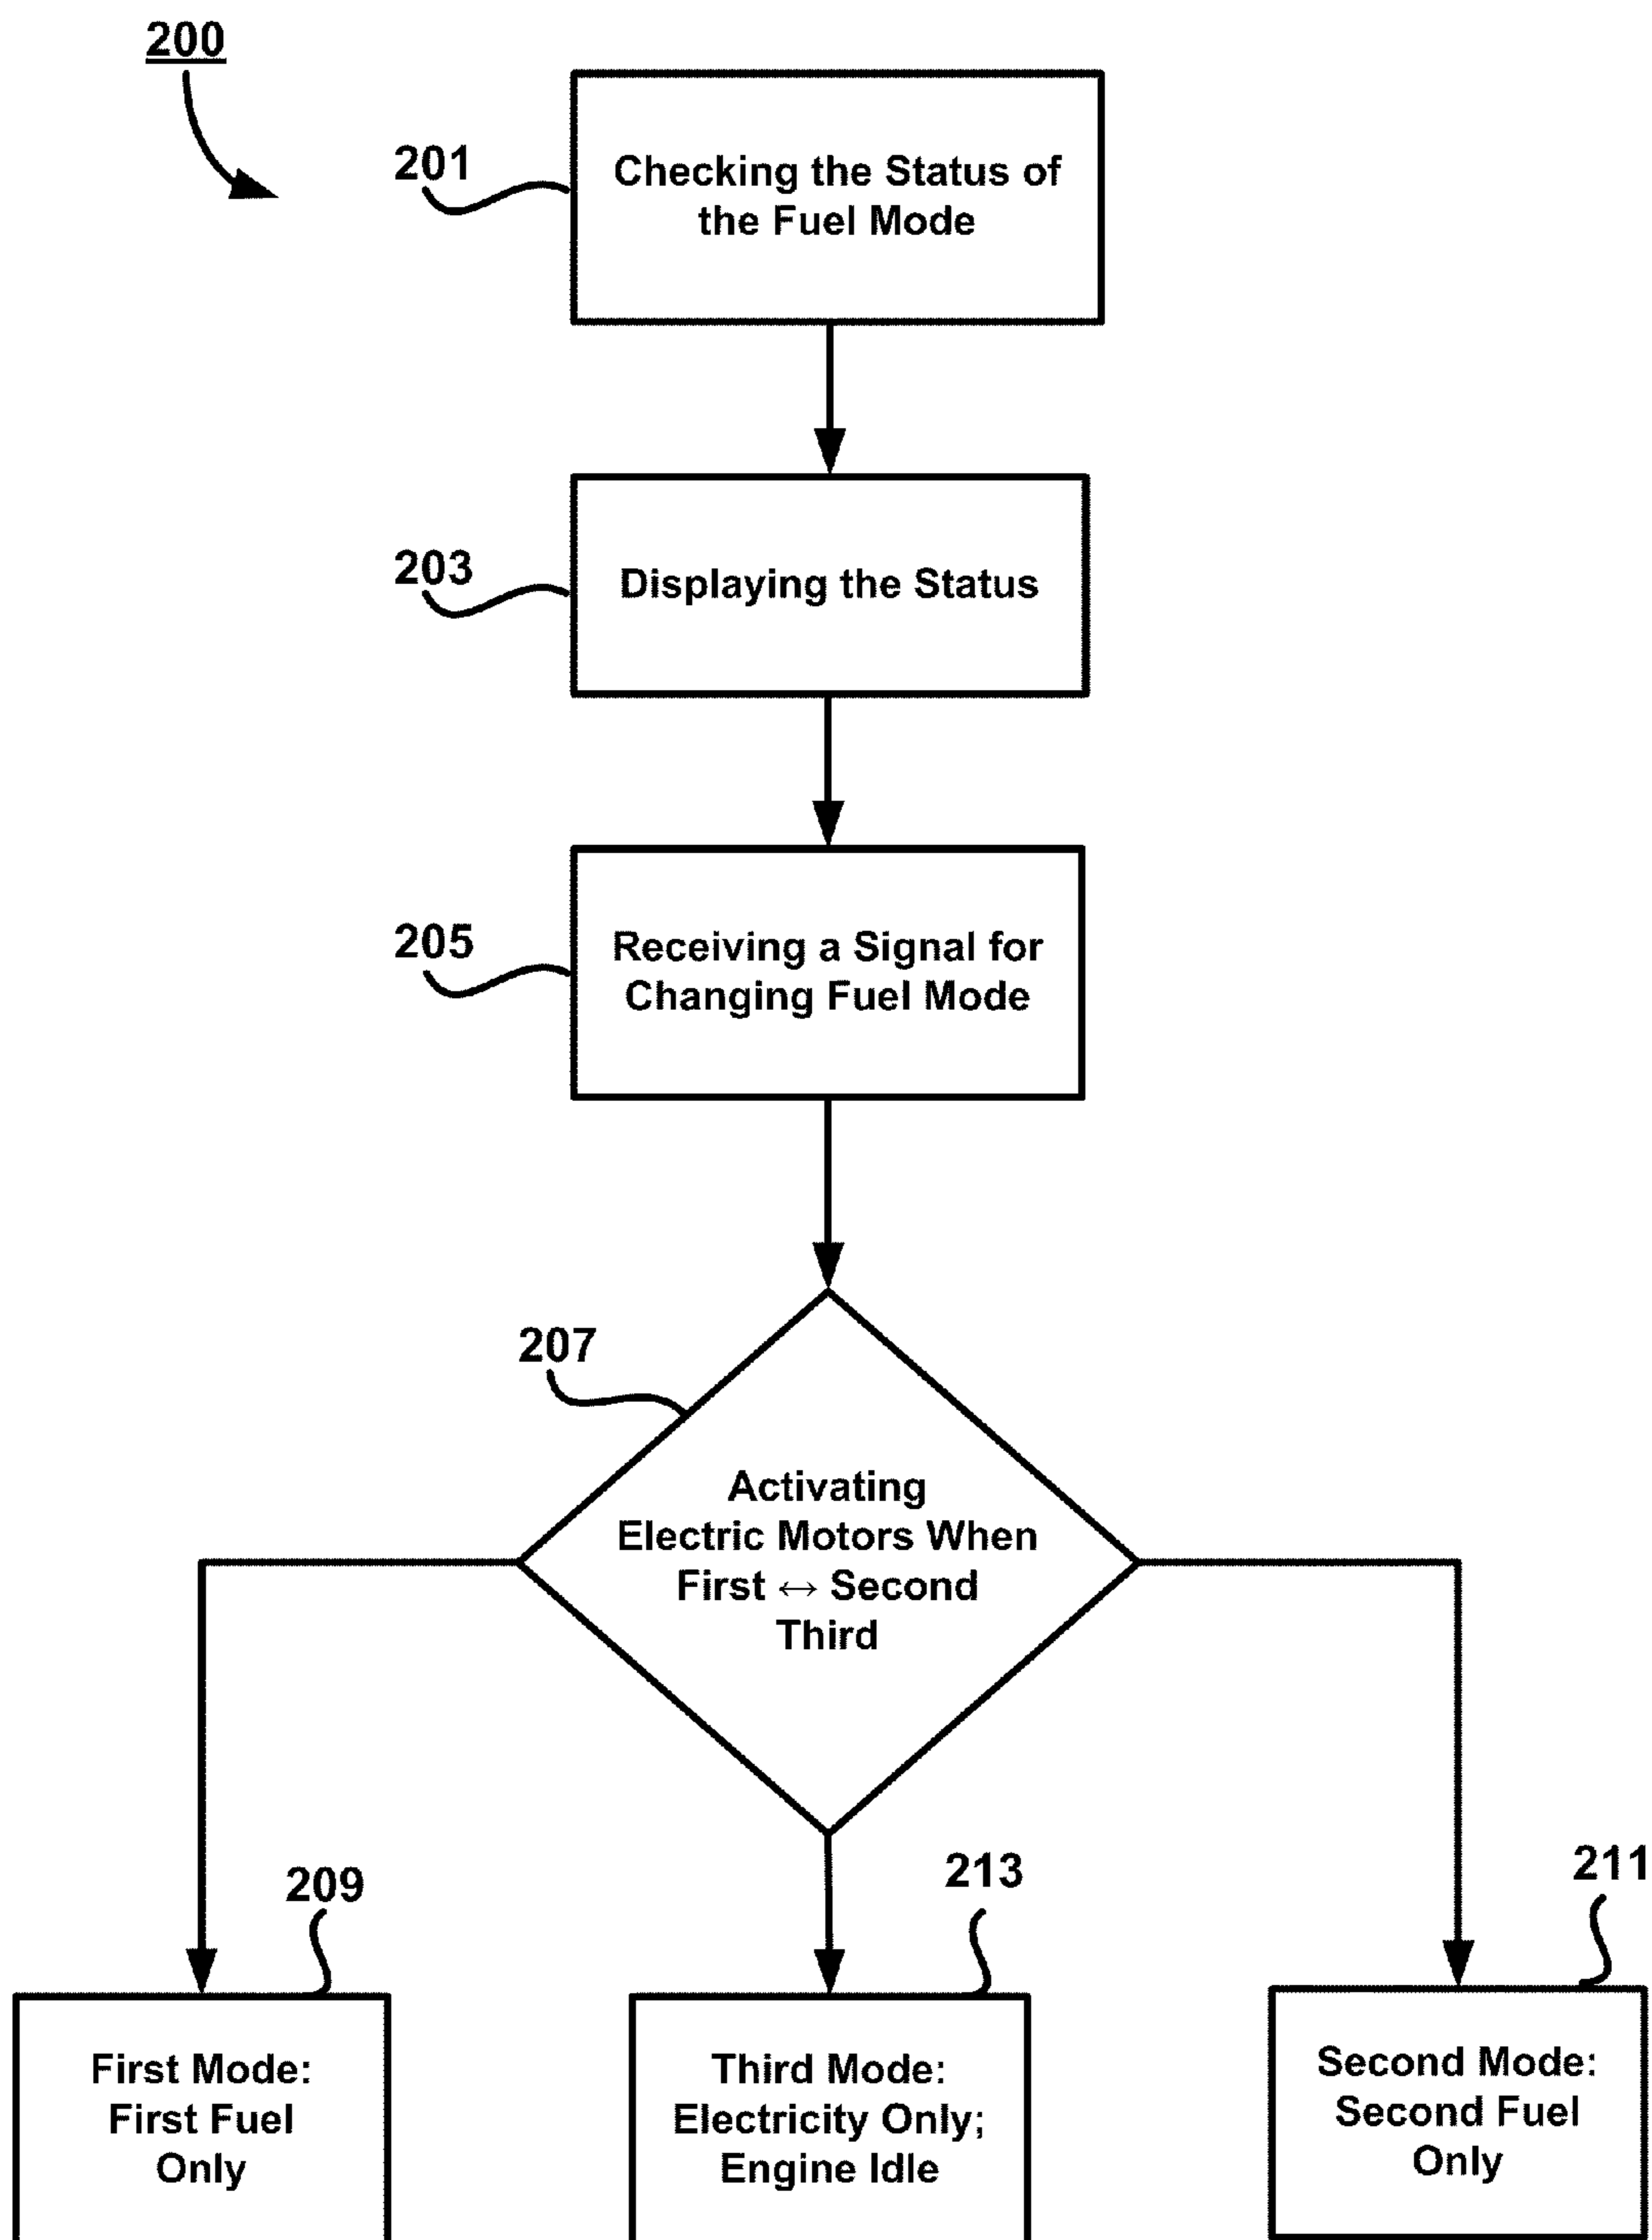 200
201
Checking the Status of
the Fuel Mode
203
Displaying the Status
205
Receiving a Signal for
Changing Fuel Mode
207
Activating
Electric Motors When
First ↔ Second
Third
209
First Mode:
First Fuel
Only
213
Third Mode:
Electricity Only;
Engine Idle
211
Second Mode:
Second Fuel
Only